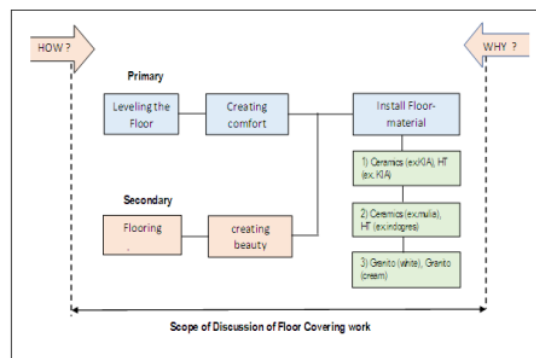 HOW ?
WHY ?
Primary
Leveling the
Floor
Creating
comfort
Install Floor-
material
1) Ceramics (ex.KIA), HT
(ex. KIA)
Secondary
Flooring
.
creating
beauty
2) Ceramics (ex.mulia),
HT (ex.indogres)
3) Granito (white), Granito
(cream)
Scope of Discussion of Floor Covering work